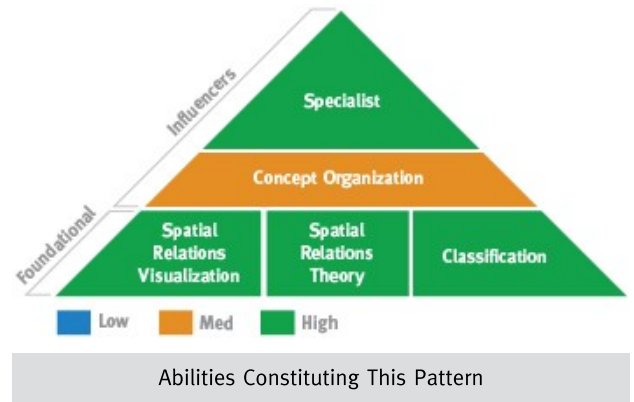 Influencers
Specialist
Concept Organization
Foundational
Spatial
Relations
Visualization
Spatial
Relations
Theory
Classification
Low
Med
High
Abilities Constituting This Pattern